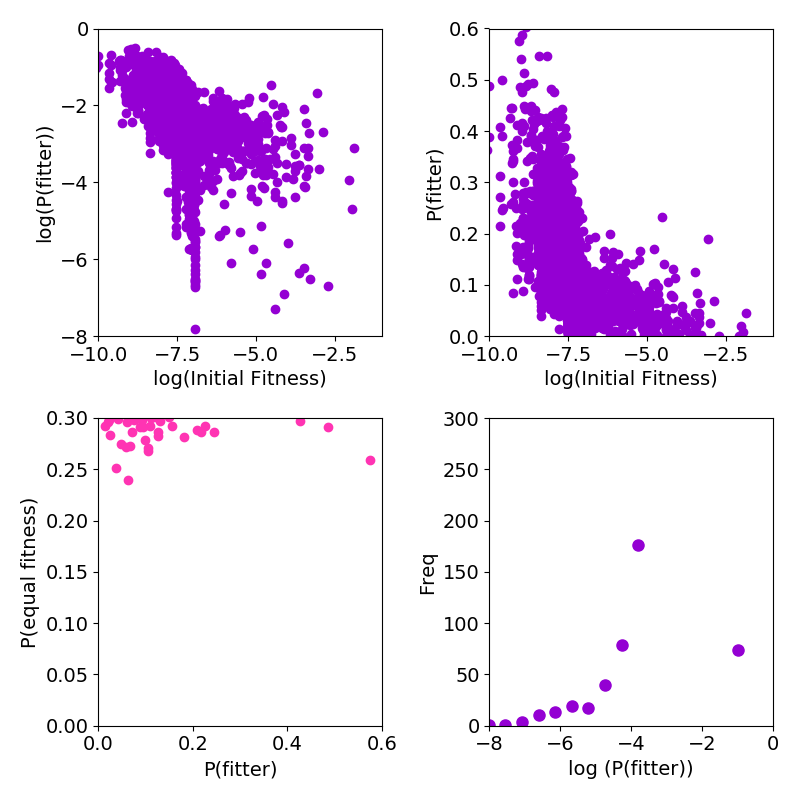 0
−2
−4
−6
−8
log(P(fitter))
−10.0 −7.5 −5.0 −2.5
log(Initial Fitness)
0.6
0.5
0.4
0.3
0.2
0.1
0.0
P(fitter)
−10.0 −7.5 −5.0 −2.5
log(Initial Fitness)
0.30
0.25
0.20
0.15
0.10
0.05
0.00
P(equal fitness)
0.0 0.2 0.4 0.6
P(fitter)
300
250
200
150
100
50
0
Freq
−8 −6 −4 −2 0
log (P(fitter))